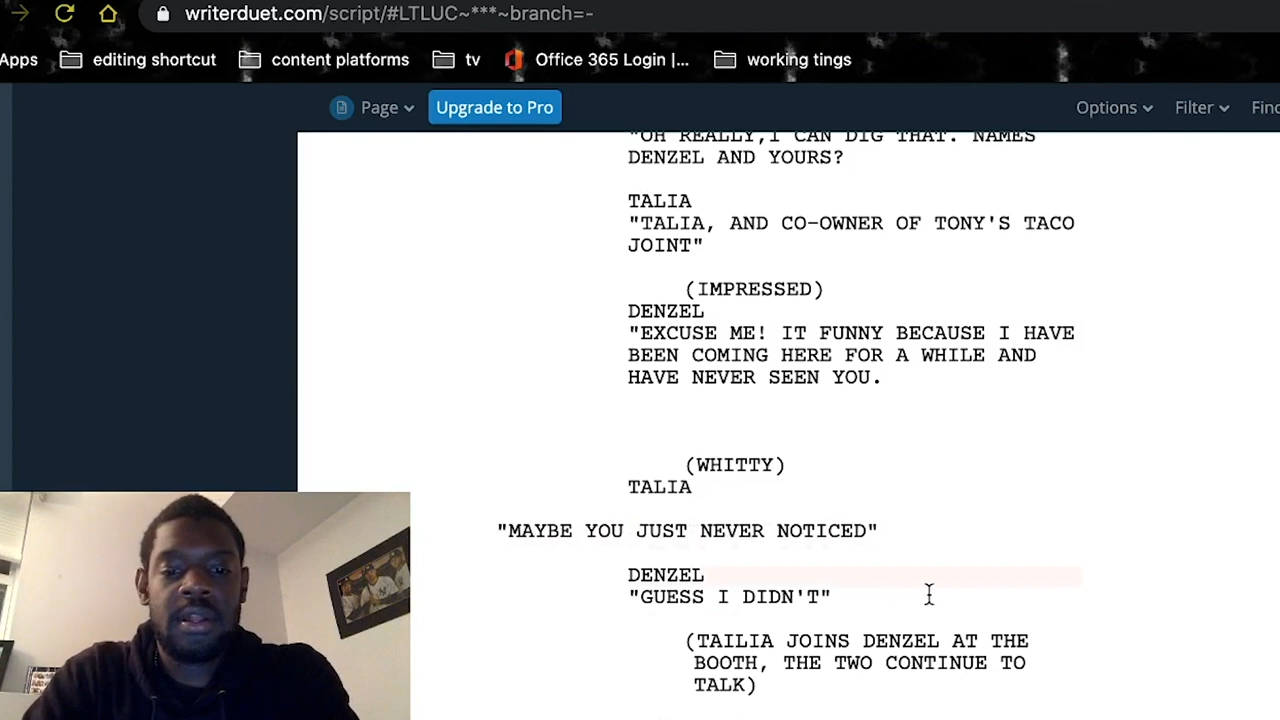 writerduet.com/script/#LTLUC~***~branch=-
Apps editing shortcut content platforms tv Office 365 Login |... working tings
Page Upgrade to Pro Options Filter Find
"OH REALLY,I CAN DIG THAT. NAMES
DENZEL AND YOURS?
TALIA
"TALIA, AND CO-OWNER OF TONY'S TACO
JOINT"
(IMPRESSED)
DENZEL
"EXCUSE ME! IT FUNNY BECAUSE I HAVE
BEEN COMING HERE FOR A WHILE AND
HAVE NEVER SEEN YOU.
(WHITTY)
TALIA
"MAYBE YOU JUST NEVER NOTICED"
DENZEL
"GUESS I DIDN'T"
(TAILIA JOINS DENZEL AT THE
BOOTH, THE TWO CONTINUE TO
TALK)